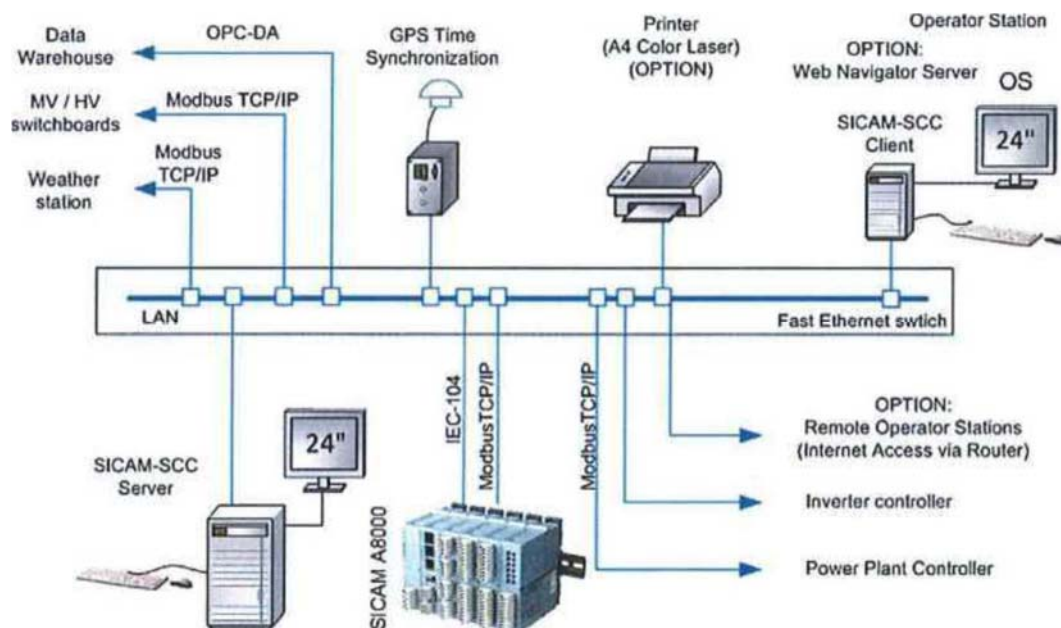 Data
Warehouse
OPC-DA
MV / HV
switchboards
Modbus TCP/IP
Weather
station
Modbus
TCP/IP
GPS Time
Synchronization
Printer
(A4 Color Laser)
(OPTION)
Operator Station
OPTION:
Web Navigator Server
OS
SICAM-SCC
Client
24"
LAN
Fast Ethernet swtich
SICAM-SCC
Server
24"
SICAM A8000
IEC-104
ModbusTCP/IP
ModbusTCP/IP
OPTION:
Remote Operator Stations
(Internet Access via Router)
Inverter controller
Power Plant Controller